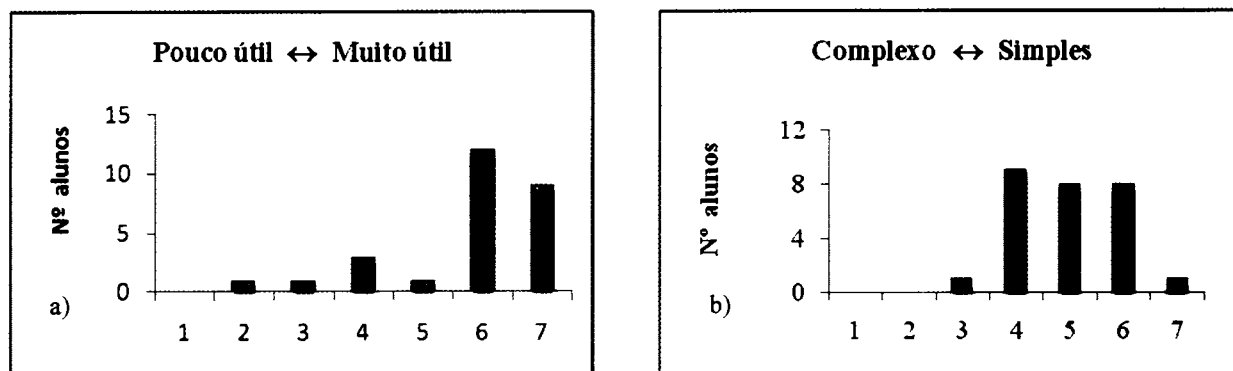 Pouco útil ↔ Muito útil
Nº alunos
15
10
5
0
1 2 3 4 5 6 7
a)
Complexo ↔ Simples
Nº alunos
12
8
4
0
1 2 3 4 5 6 7
b)